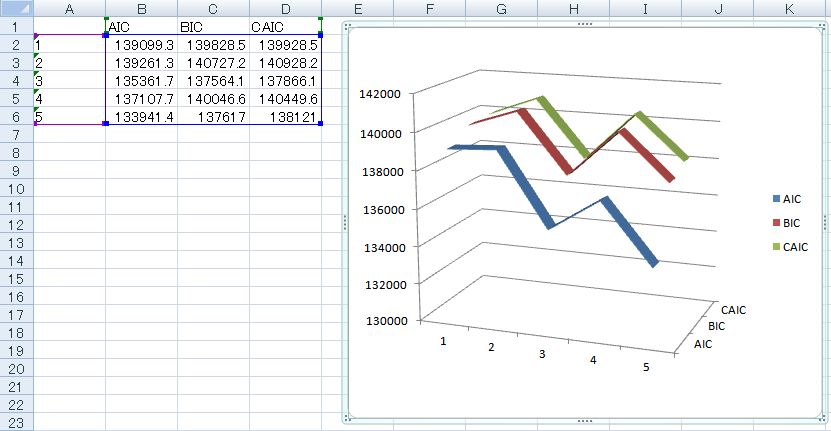 A B C D E F G H I J K
1 AIC BIC CAIC
2 1 139099.3 139828.5 139928.5
3 2 139261.3 140727.2 140928.2
4 3 135361.7 137564.1 137866.1
5 4 137107.7 140046.6 140449.6
6 5 133941.4 137617 138121
7
8
9
10
11
12
13
14
15
16
17
18
19
20
21
22
23
142000
140000
138000
136000
134000
132000
130000
1 2 3 4 5
AIC
BIC
CAIC
CAIC
BIC
AIC